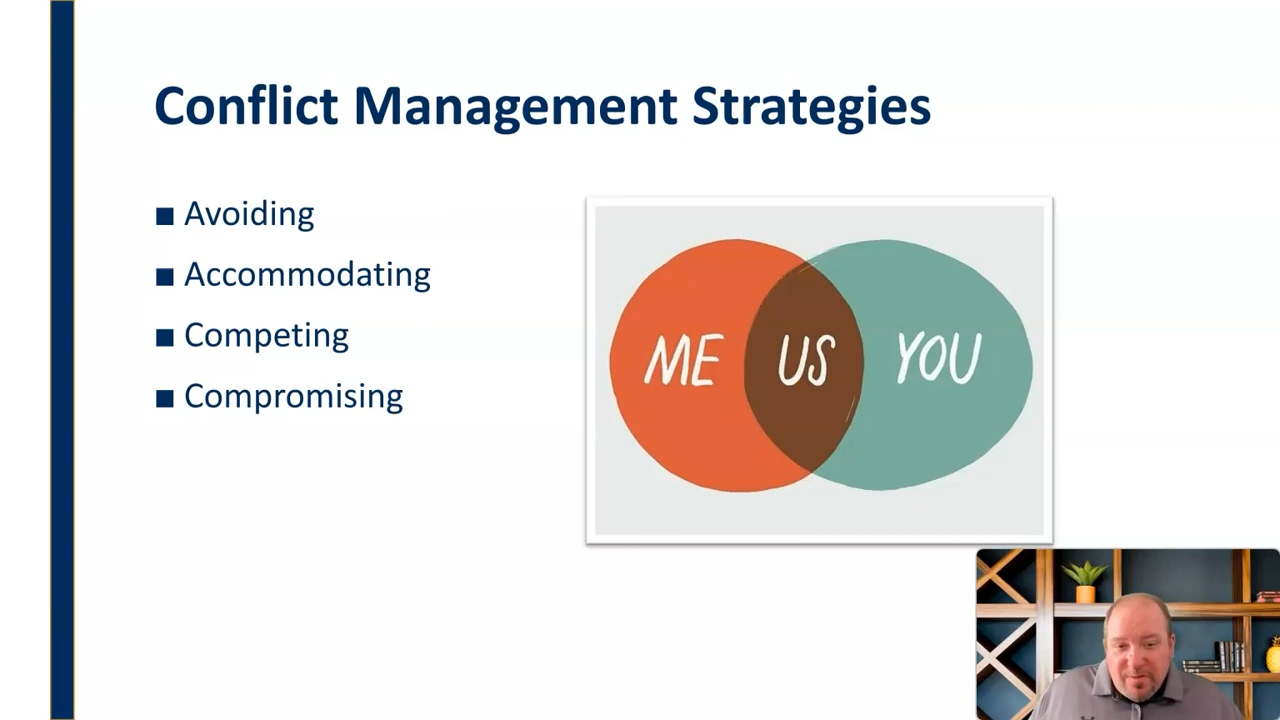 Conflict Management Strategies
Avoiding
Accommodating
Competing
Compromising
ME US YOU